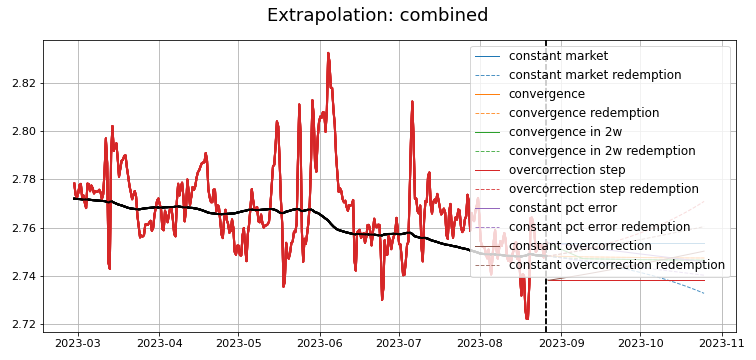 Extrapolation: combined
2.82
2.80
2.78
2.76
2.74
2.72
constant market
constant market redemption
convergence
convergence redemption
convergence in 2w
convergence in 2w redemption
overcorrection step
overcorrection step redemption
constant pct error
constant pct error redemption
constant overcorrection
constant overcorrection redemption
2023-03 2023-04 2023-05 2023-06 2023-07 2023-08 2023-09 2023-10 2023-11